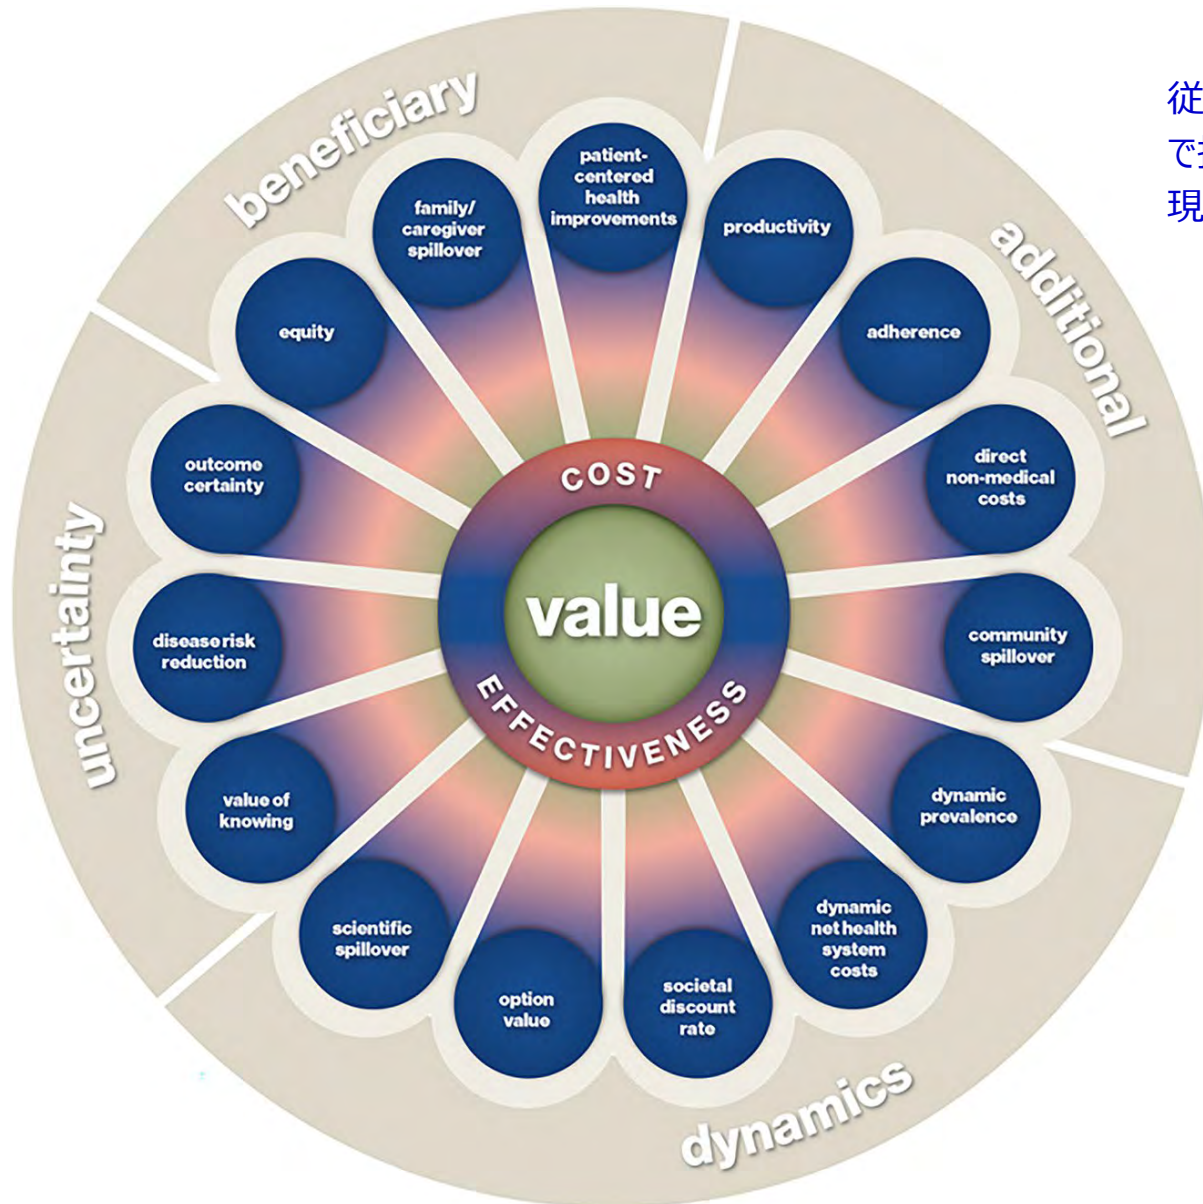 beneficiary
patient-
centered
health
improvements
family/
caregiver
spillover
equity
additional
productivity
adherence
direct
non-medical
costs
community
spillover
dynamics
dynamic
prevalence
dynamic
net health
system
costs
societal
discount
rate
option
value
scientific
spillover
uncertainty
value of
knowing
disease risk
reduction
outcome
certainty
COST
value
EFFECTIVENESS
従
で
現